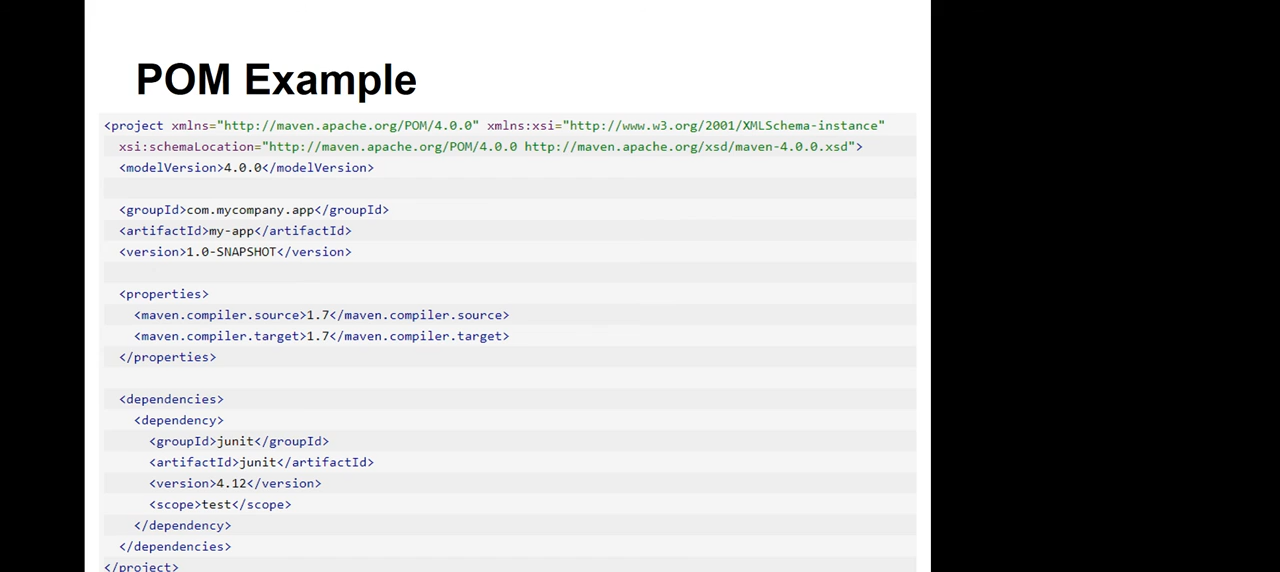 POM Example
<project xmlns="http://maven.apache.org/POM/4.0.0" xmlns:xsi="http://www.w3.org/2001/XMLSchema-instance"
xsi:schemaLocation="http://maven.apache.org/POM/4.0.0 http://maven.apache.org/xsd/maven-4.0.0.xsd">
<modelVersion>4.0.0</modelVersion>
<groupId>com.mycompany.app</groupId>
<artifactId>my-app</artifactId>
<version>1.0-SNAPSHOT</version>
<properties>
<maven.compiler.source>1.7</maven.compiler.source>
<maven.compiler.target>1.7</maven.compiler.target>
</properties>
<dependencies>
<dependency>
<groupId>junit</groupId>
<artifactId>junit</artifactId>
<version>4.12</version>
<scope>test</scope>
</dependency>
</dependencies>
</project>